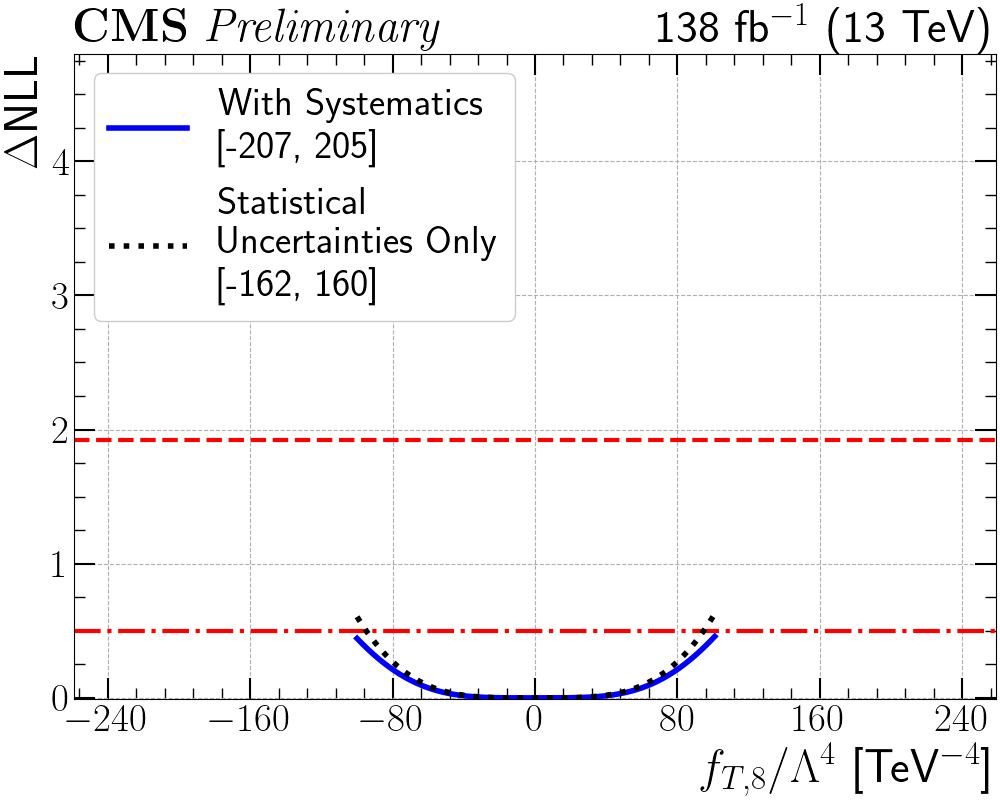 CMS Preliminary 138 fb⁻¹ (13 TeV)
ΔNLL
With Systematics
[-207, 205]
Statistical
Uncertainties Only
[-162, 160]
4
3
2
1
0
−240 −160 −80 0 80 160 240
f_{T,8}/Λ⁴ [TeV⁻⁴]